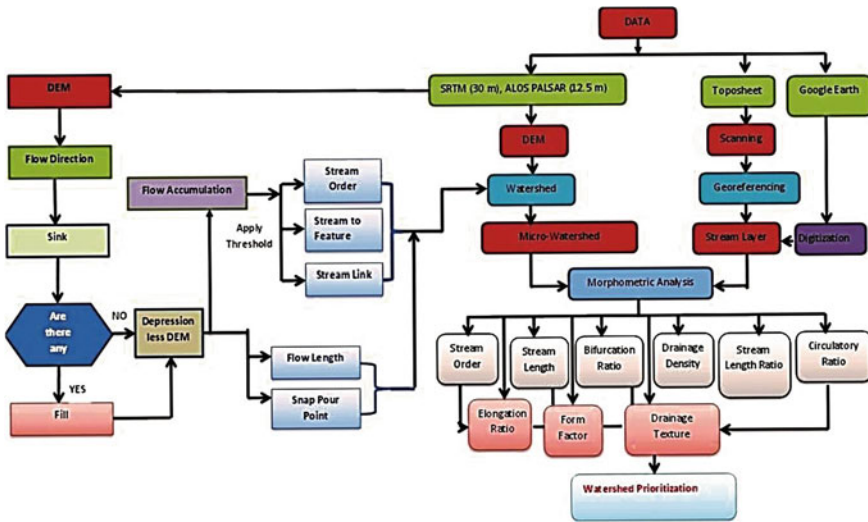 DATA
DEM
SRTM (30 m), ALOS PALSAR (12.5 m)
Toposheet
Google Earth
Flow Direction
DEM
Scanning
Flow Accumulation
Stream
Order
Watershed
Georeferencing
Sink
Apply
Threshold
Stream to
Feature
Micro-Watershed
Stream Layer
Digitization
Stream Link
Are
there
any
NO
Depression
less DEM
Morphometric Analysis
Flow Length
Stream
Order
Stream
Length
Bifurcation
Ratio
Drainage
Density
Stream
Length Ratio
Circulatory
Ratio
YES
Fill
Snap Pour
Point
Elongation
Ratio
Form
Factor
Drainage
Texture
Watershed Prioritization